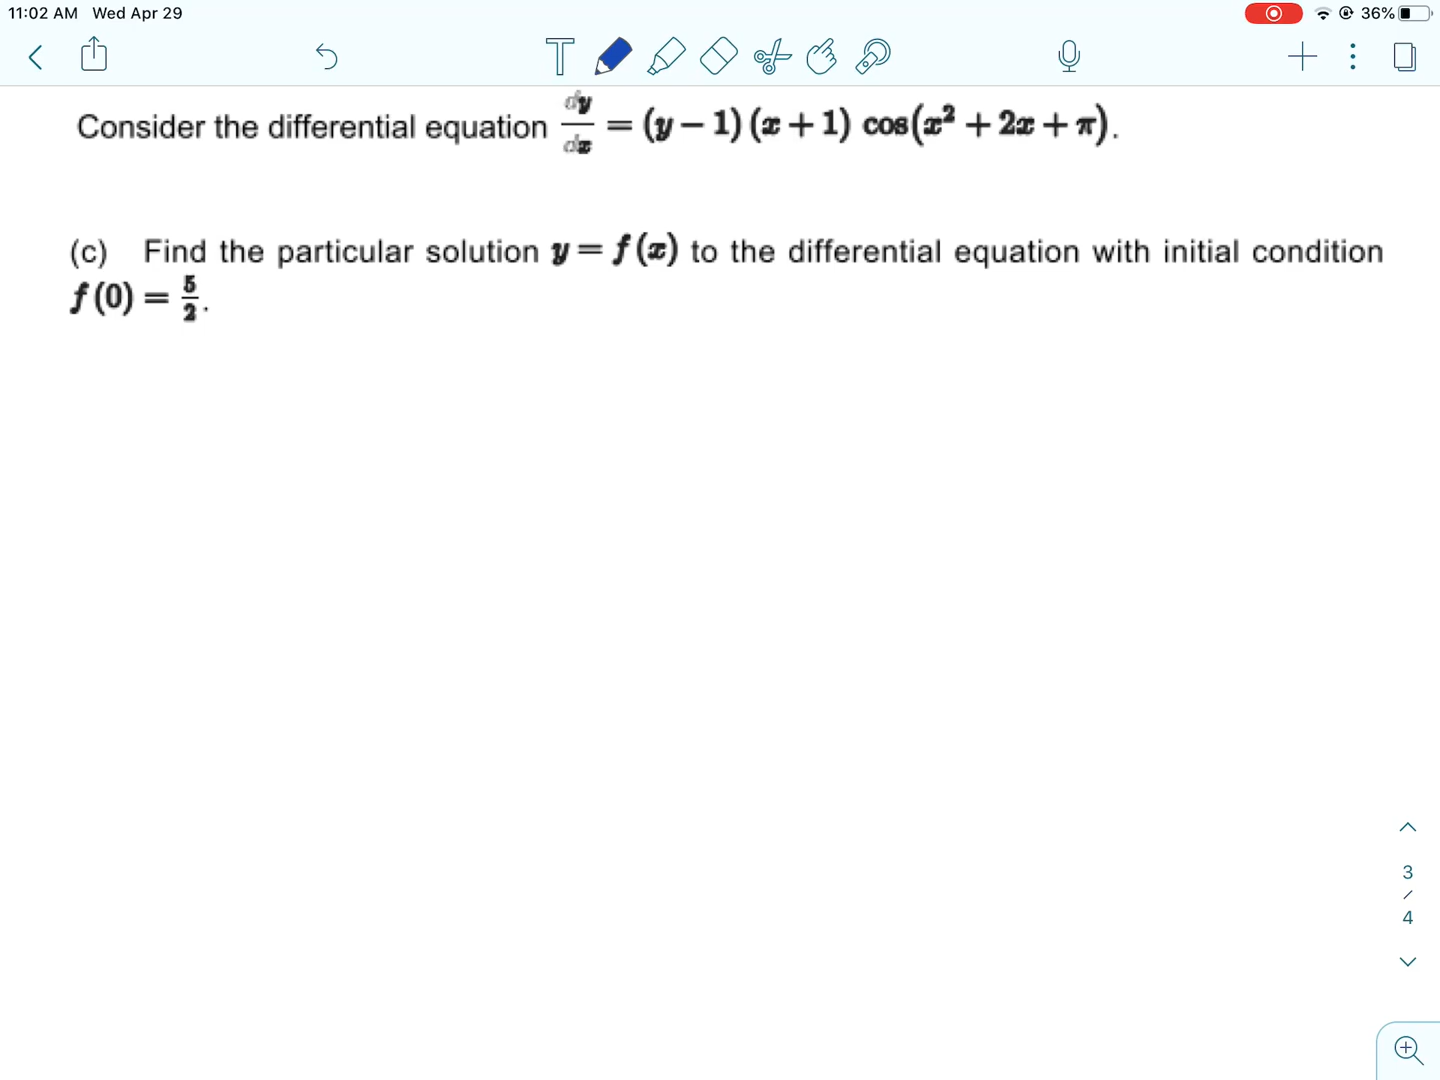 11:02 AM Wed Apr 29
36%
Consider the differential equation dy/dx = (y − 1)(x + 1) cos(x² + 2x + π).
(c) Find the particular solution y = f(x) to the differential equation with initial condition
f(0) = 5/2.
3
/
4